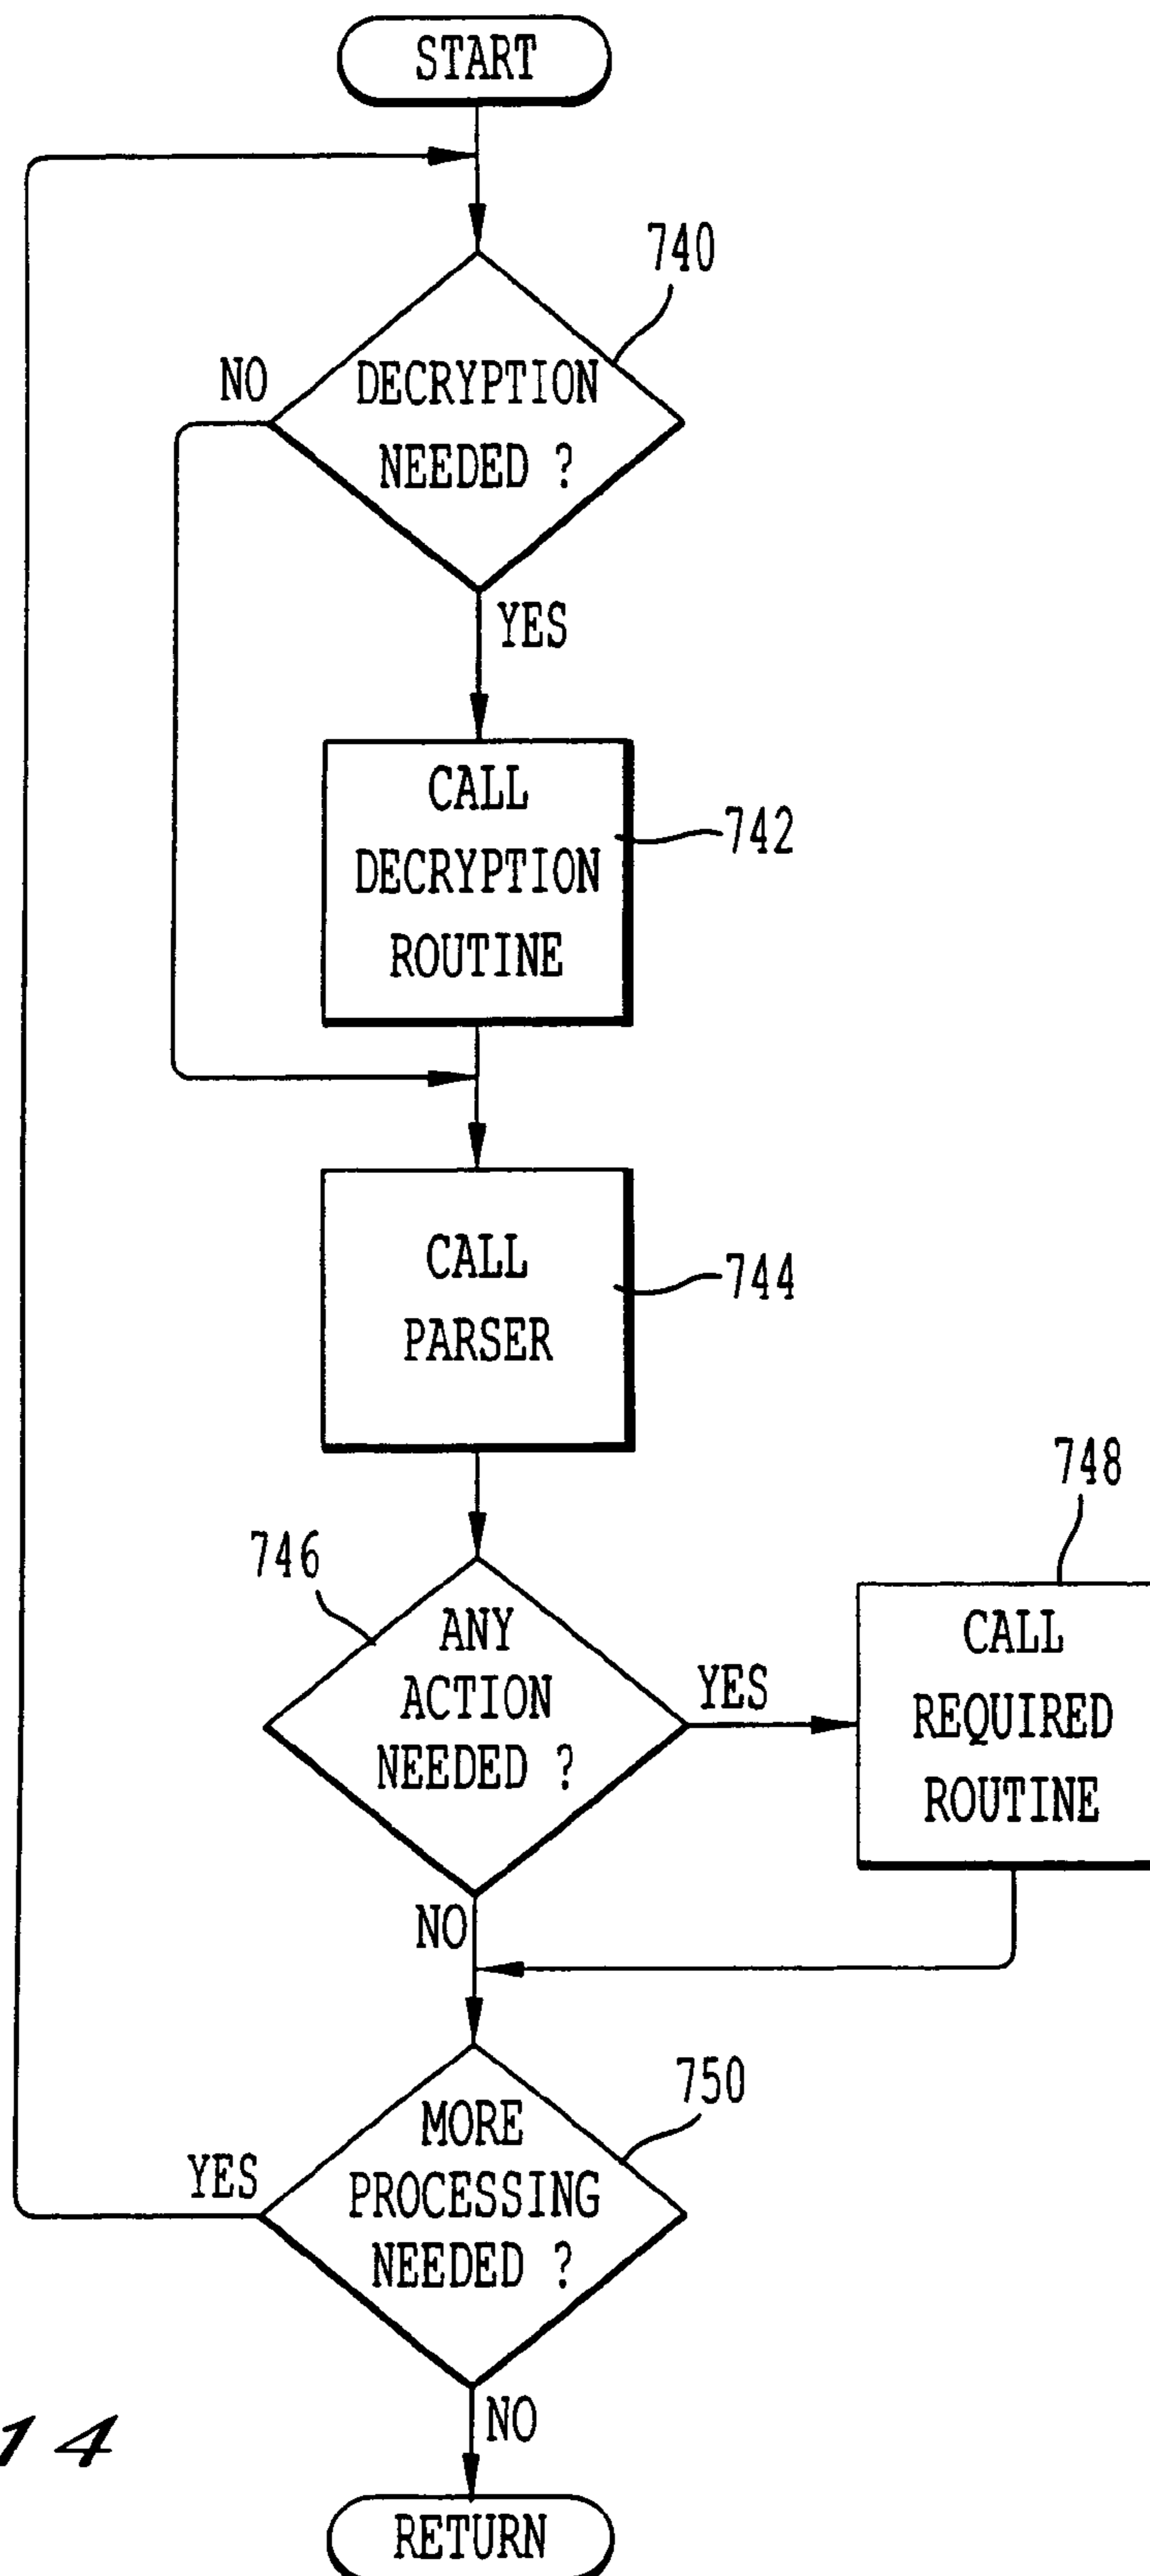 START
740
NO
DECRYPTION
NEEDED ?
YES
CALL
DECRYPTION
ROUTINE
742
CALL
PARSER
744
746
ANY
ACTION
NEEDED ?
YES
748
CALL
REQUIRED
ROUTINE
NO
750
MORE
PROCESSING
NEEDED ?
YES
NO
14
RETURN